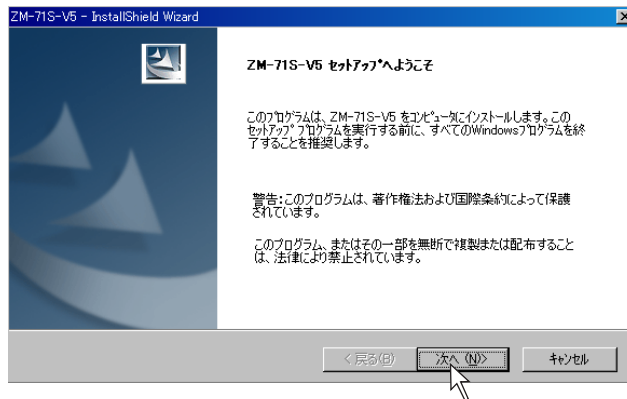 ZM-71S-V5 - InstallShield Wizard
ZM-71S-V5 ｾｯﾄｱｯﾌﾟへようこそ
このﾌﾟﾛｸﾞﾗﾑは、ZM-71S-V5 をｺﾝﾋﾟｭｰﾀにｲﾝｽﾄｰﾙします。この
ｾｯﾄｱｯﾌﾟ ﾌﾟﾛｸﾞﾗﾑを実行する前に、すべてのWindowsﾌﾟﾛｸﾞﾗﾑを終
了することを推奨します。
警告:このプログラムは、著作権法および国際条約によって保護
されています。
このプログラム、またはその一部を無断で複製または配布すること
は、法律により禁止されています。
< 戻る(B)
次へ (N)>
ｷｬﾝｾﾙ